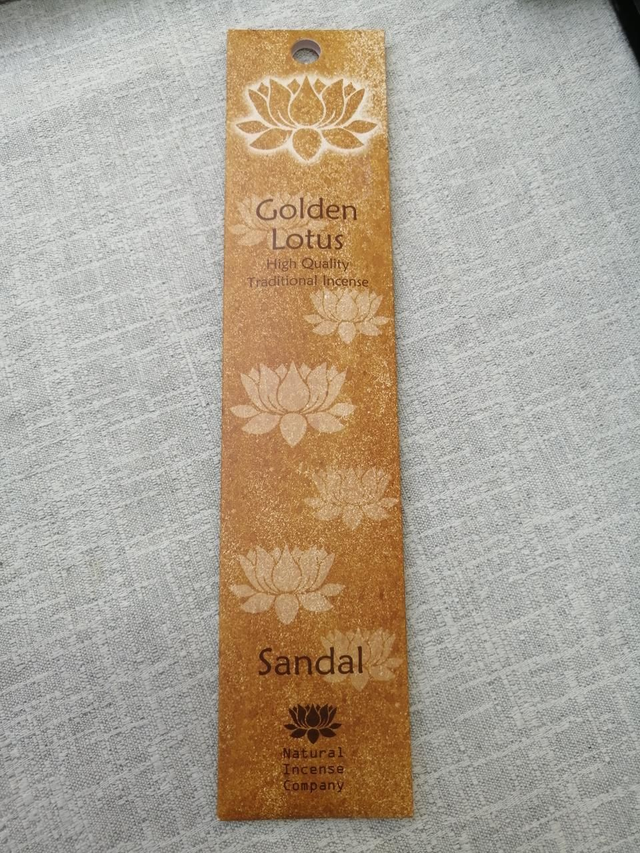 Golden
Lotus
High Quality
Traditional Incense
Sandal
Natural
Incense
Company